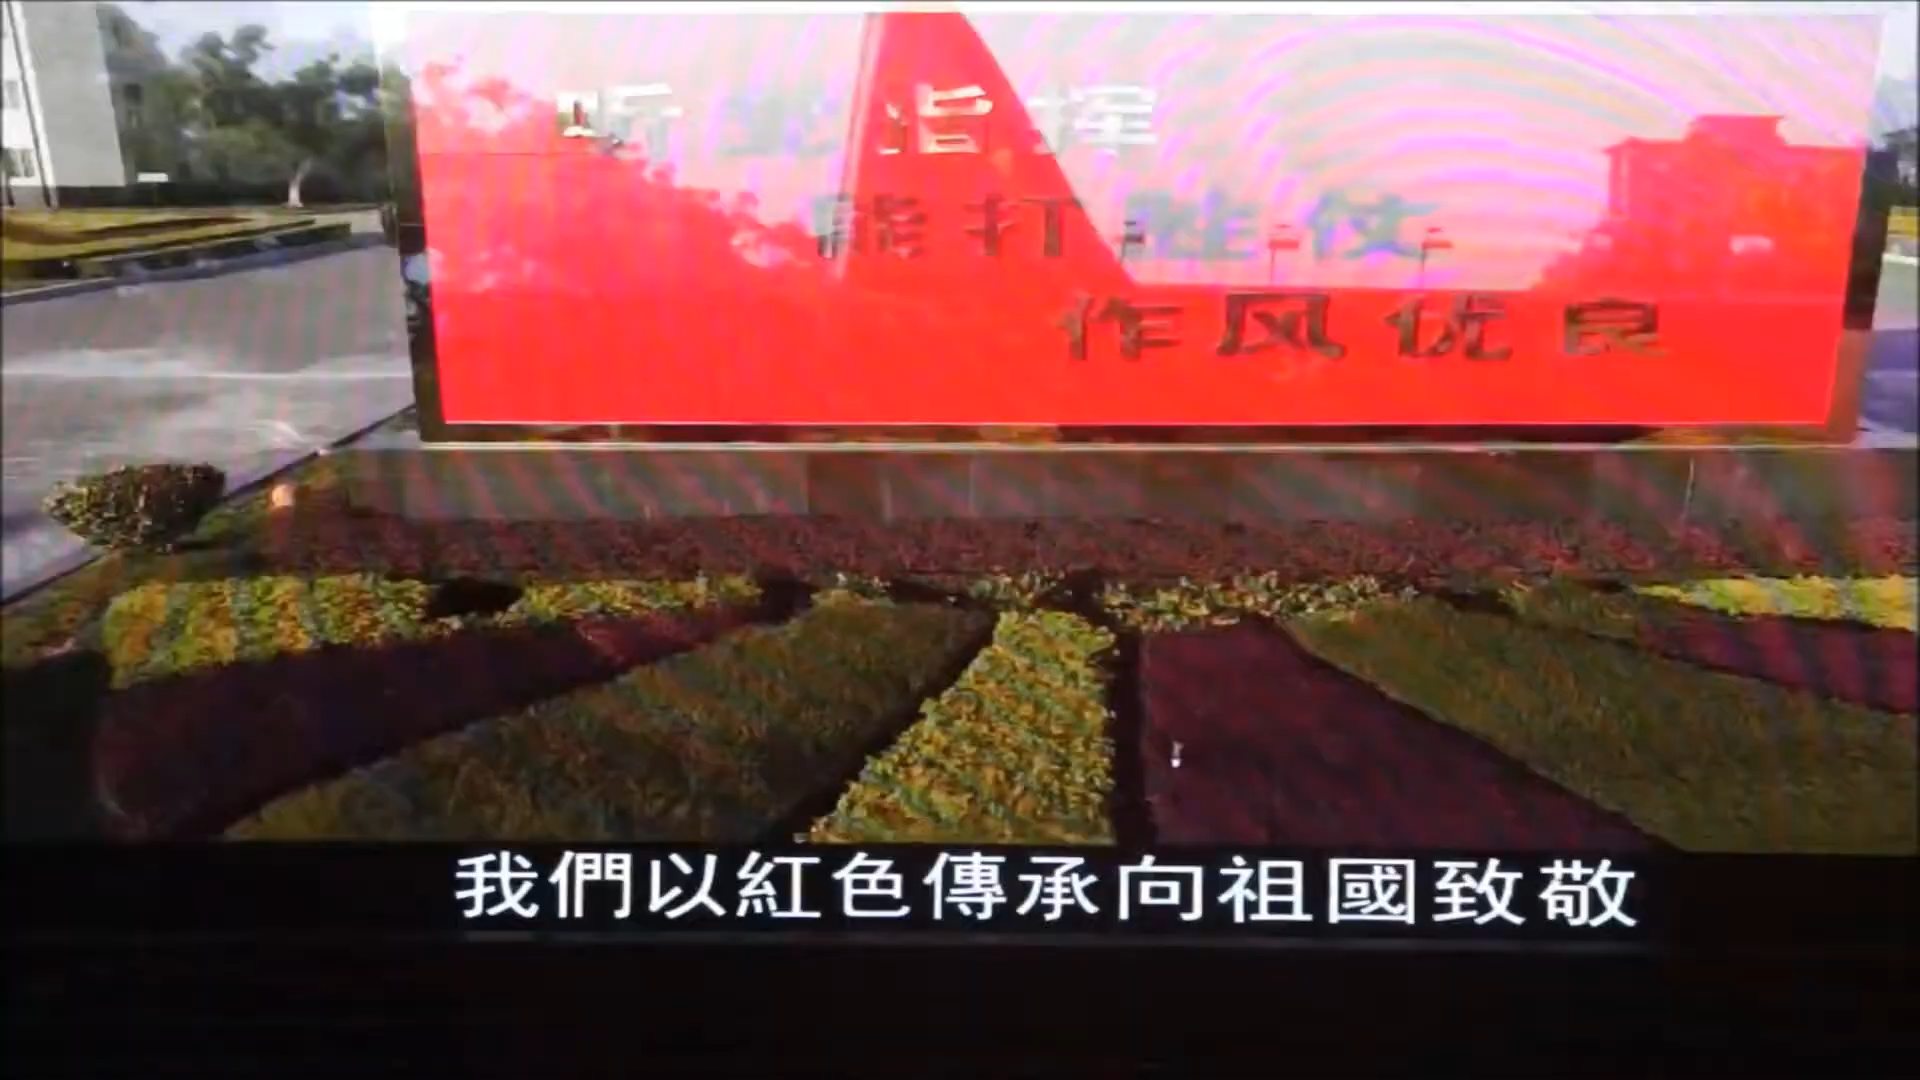 听党指挥
能打胜仗
作风优良
我們以紅色傳承向祖國致敬